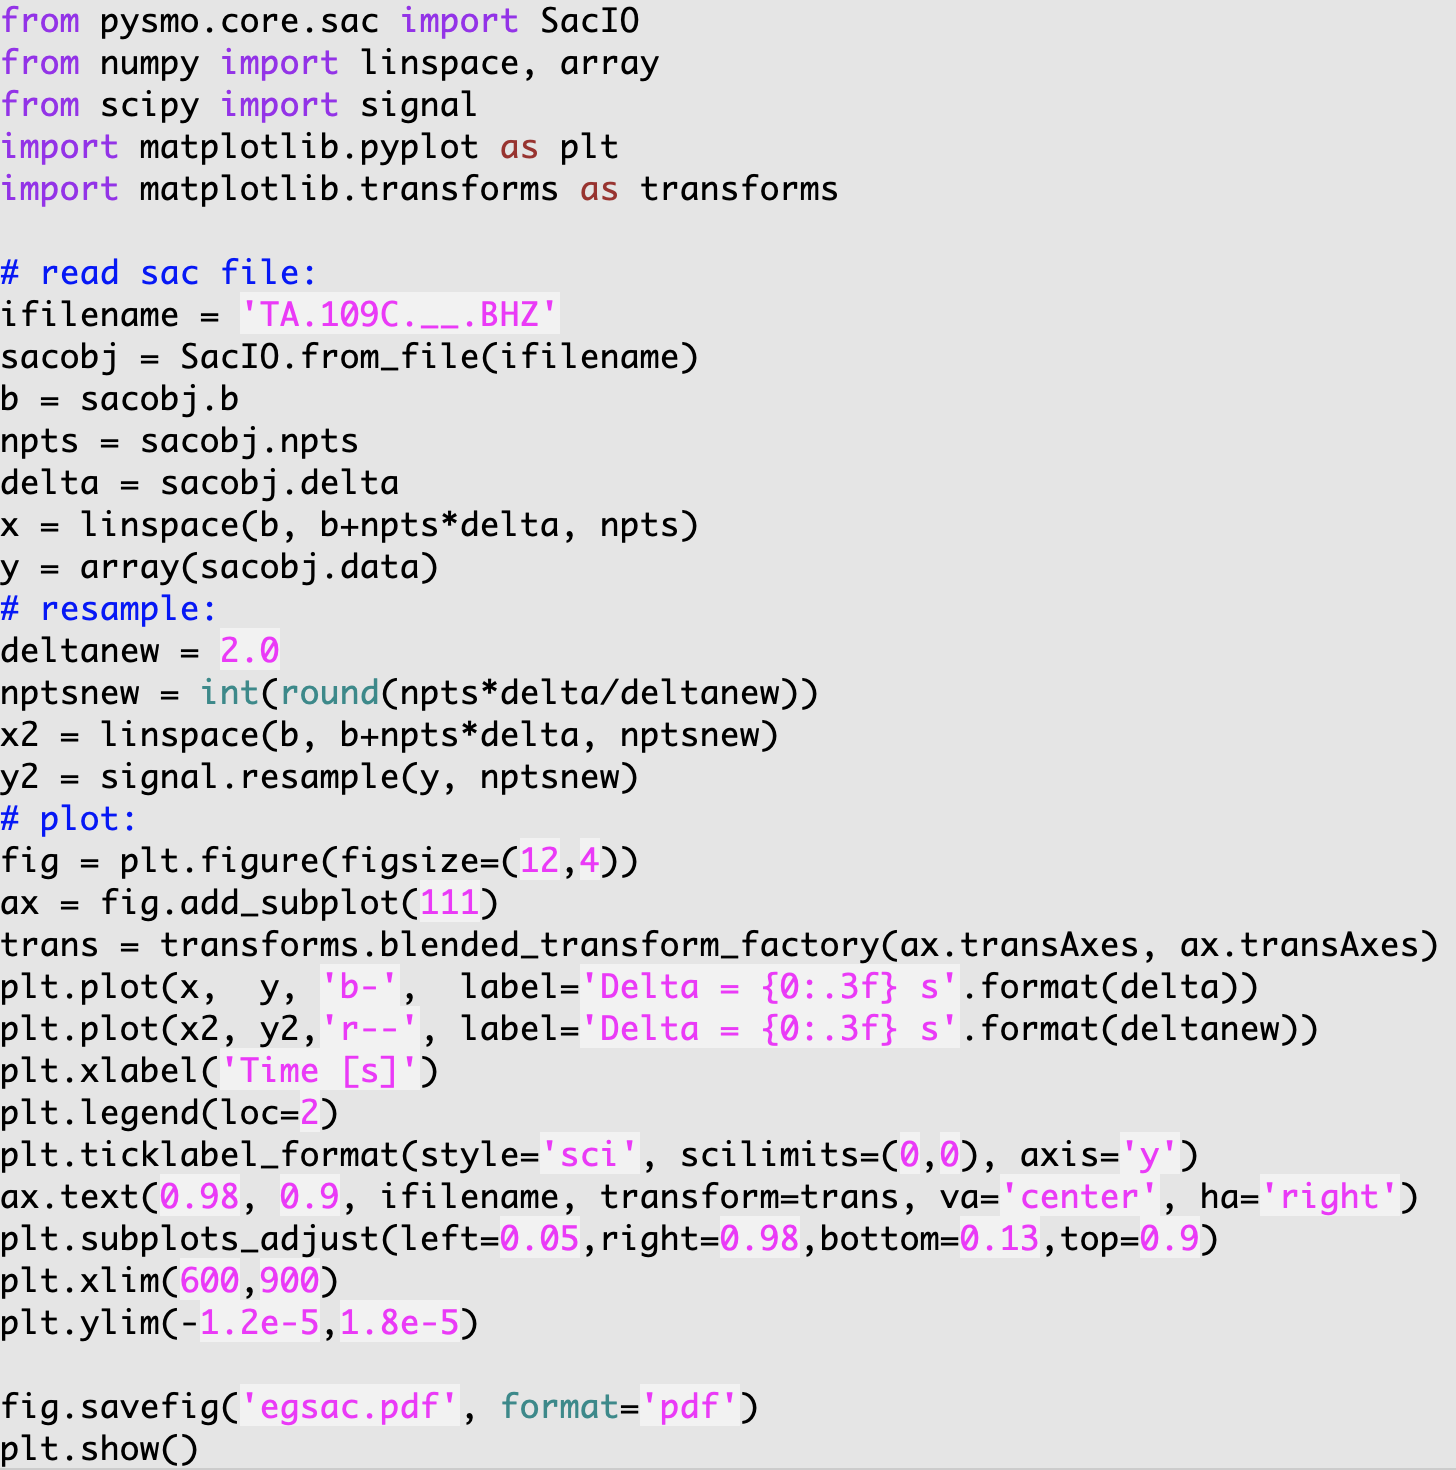 from pysmo.core.sac import SacIO
from numpy import linspace, array
from scipy import signal
import matplotlib.pyplot as plt
import matplotlib.transforms as transforms

# read sac file:
ifilename = 'TA.109C.__.BHZ'
sacobj = SacIO.from_file(ifilename)
b = sacobj.b
npts = sacobj.npts
delta = sacobj.delta
x = linspace(b, b+npts*delta, npts)
y = array(sacobj.data)
# resample:
deltanew = 2.0
nptsnew = int(round(npts*delta/deltanew))
x2 = linspace(b, b+npts*delta, nptsnew)
y2 = signal.resample(y, nptsnew)
# plot:
fig = plt.figure(figsize=(12,4))
ax = fig.add_subplot(111)
trans = transforms.blended_transform_factory(ax.transAxes, ax.transAxes)
plt.plot(x,  y, 'b-',  label='Delta = {0:.3f} s'.format(delta))
plt.plot(x2, y2,'r--', label='Delta = {0:.3f} s'.format(deltanew))
plt.xlabel('Time [s]')
plt.legend(loc=2)
plt.ticklabel_format(style='sci', scilimits=(0,0), axis='y')
ax.text(0.98, 0.9, ifilename, transform=trans, va='center', ha='right')
plt.subplots_adjust(left=0.05,right=0.98,bottom=0.13,top=0.9)
plt.xlim(600,900)
plt.ylim(-1.2e-5,1.8e-5)

fig.savefig('egsac.pdf', format='pdf')
plt.show()